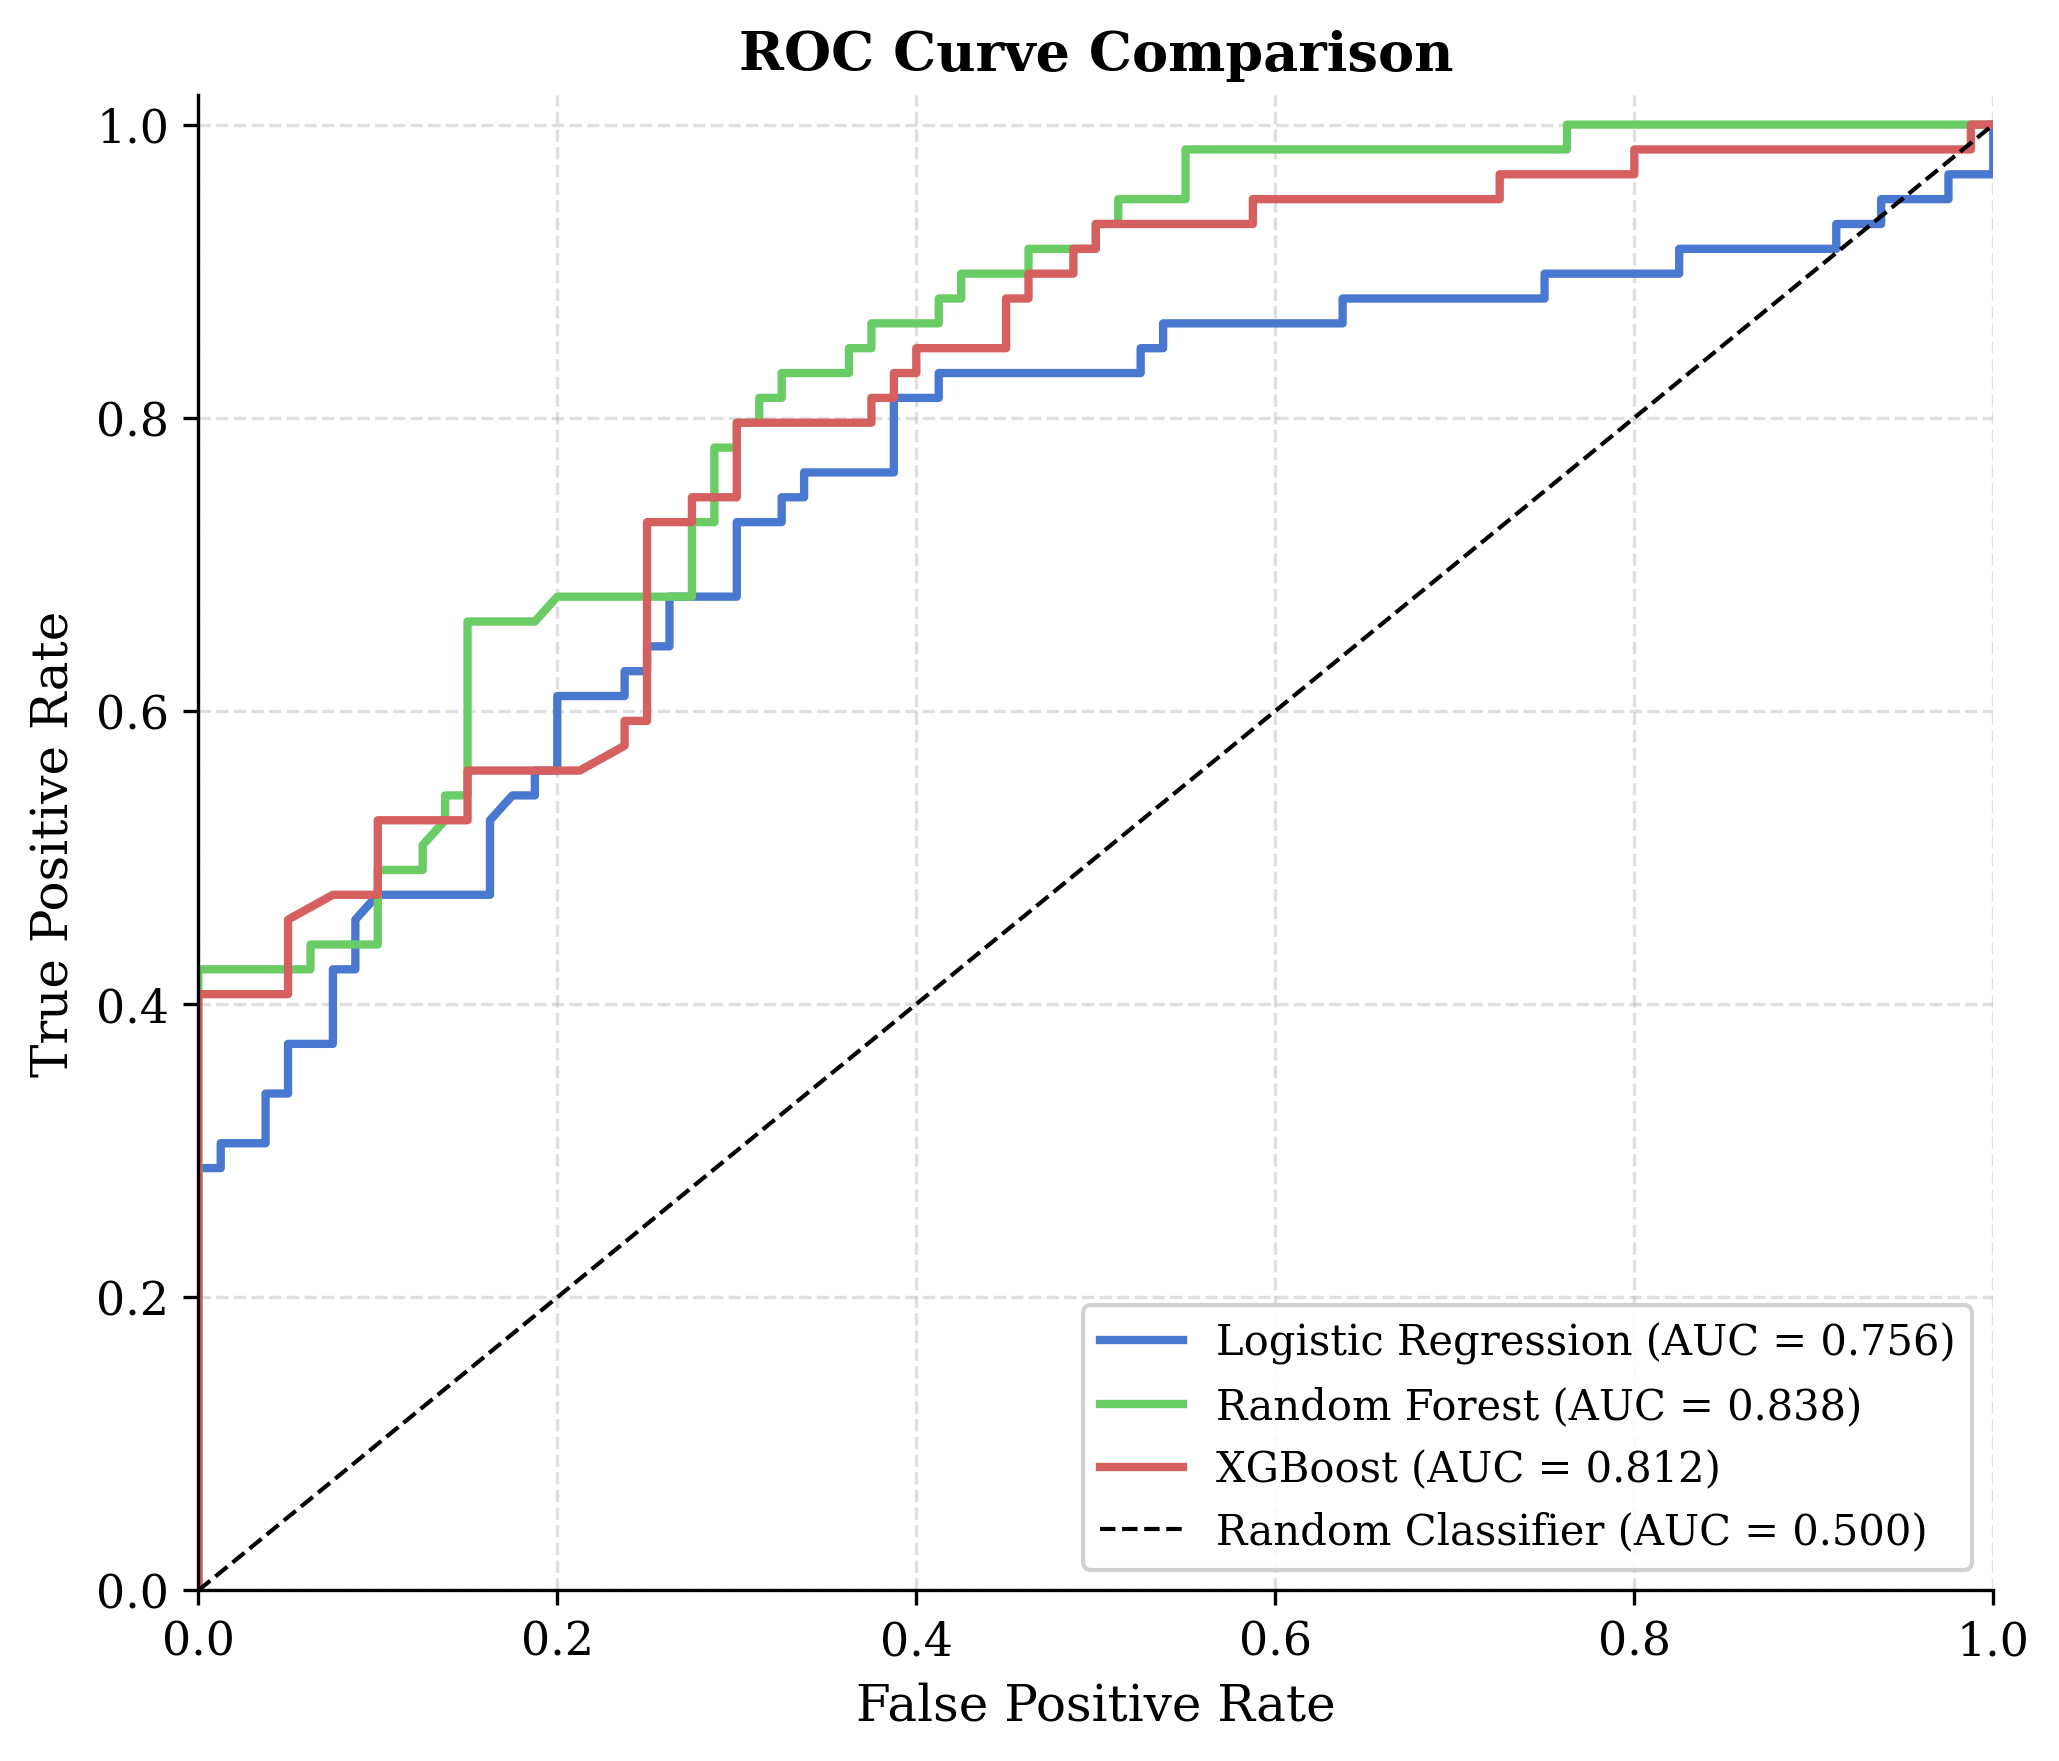 ROC Curve Comparison
True Positive Rate
1.0
0.8
0.6
0.4
0.2
0.0
Logistic Regression (AUC = 0.756)
Random Forest (AUC = 0.838)
XGBoost (AUC = 0.812)
Random Classifier (AUC = 0.500)
0.0 0.2 0.4 0.6 0.8 1.0
False Positive Rate